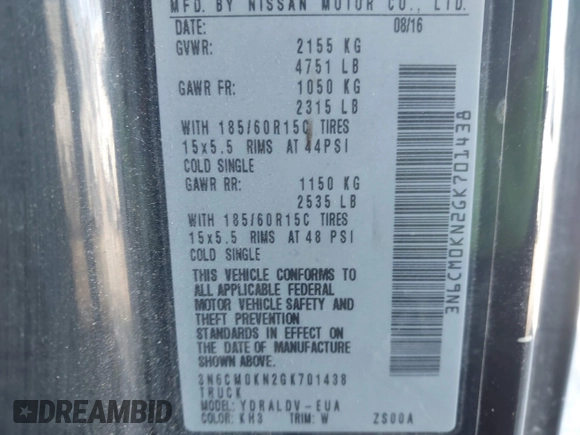 MFD. BY NISSAN MOTOR CO., LTD.
DATE: 08/16
GVWR: 2155 KG
4751 LB
GAWR FR: 1050 KG
2315 LB
WITH 185/60R15C TIRES
15x5.5 RIMS AT 44PSI
COLD SINGLE
GAWR RR: 1150 KG
2535 LB
WITH 185/60R15C TIRES
15x5.5 RIMS AT 48 PSI
COLD SINGLE
THIS VEHICLE CONFORMS TO
ALL APPLICABLE FEDERAL
MOTOR VEHICLE SAFETY AND
THEFT PREVENTION
STANDARDS IN EFFECT ON
THE DATE OF MANUFACTURE
SHOWN ABOVE.
3N6CM0KN2GK701438
TRUCK
MODEL: YDRALDV-EUA
COLOR: KH3 TRIM: W ZS00A
3N6CM0KN2GK701438
DEALERS HISTORY